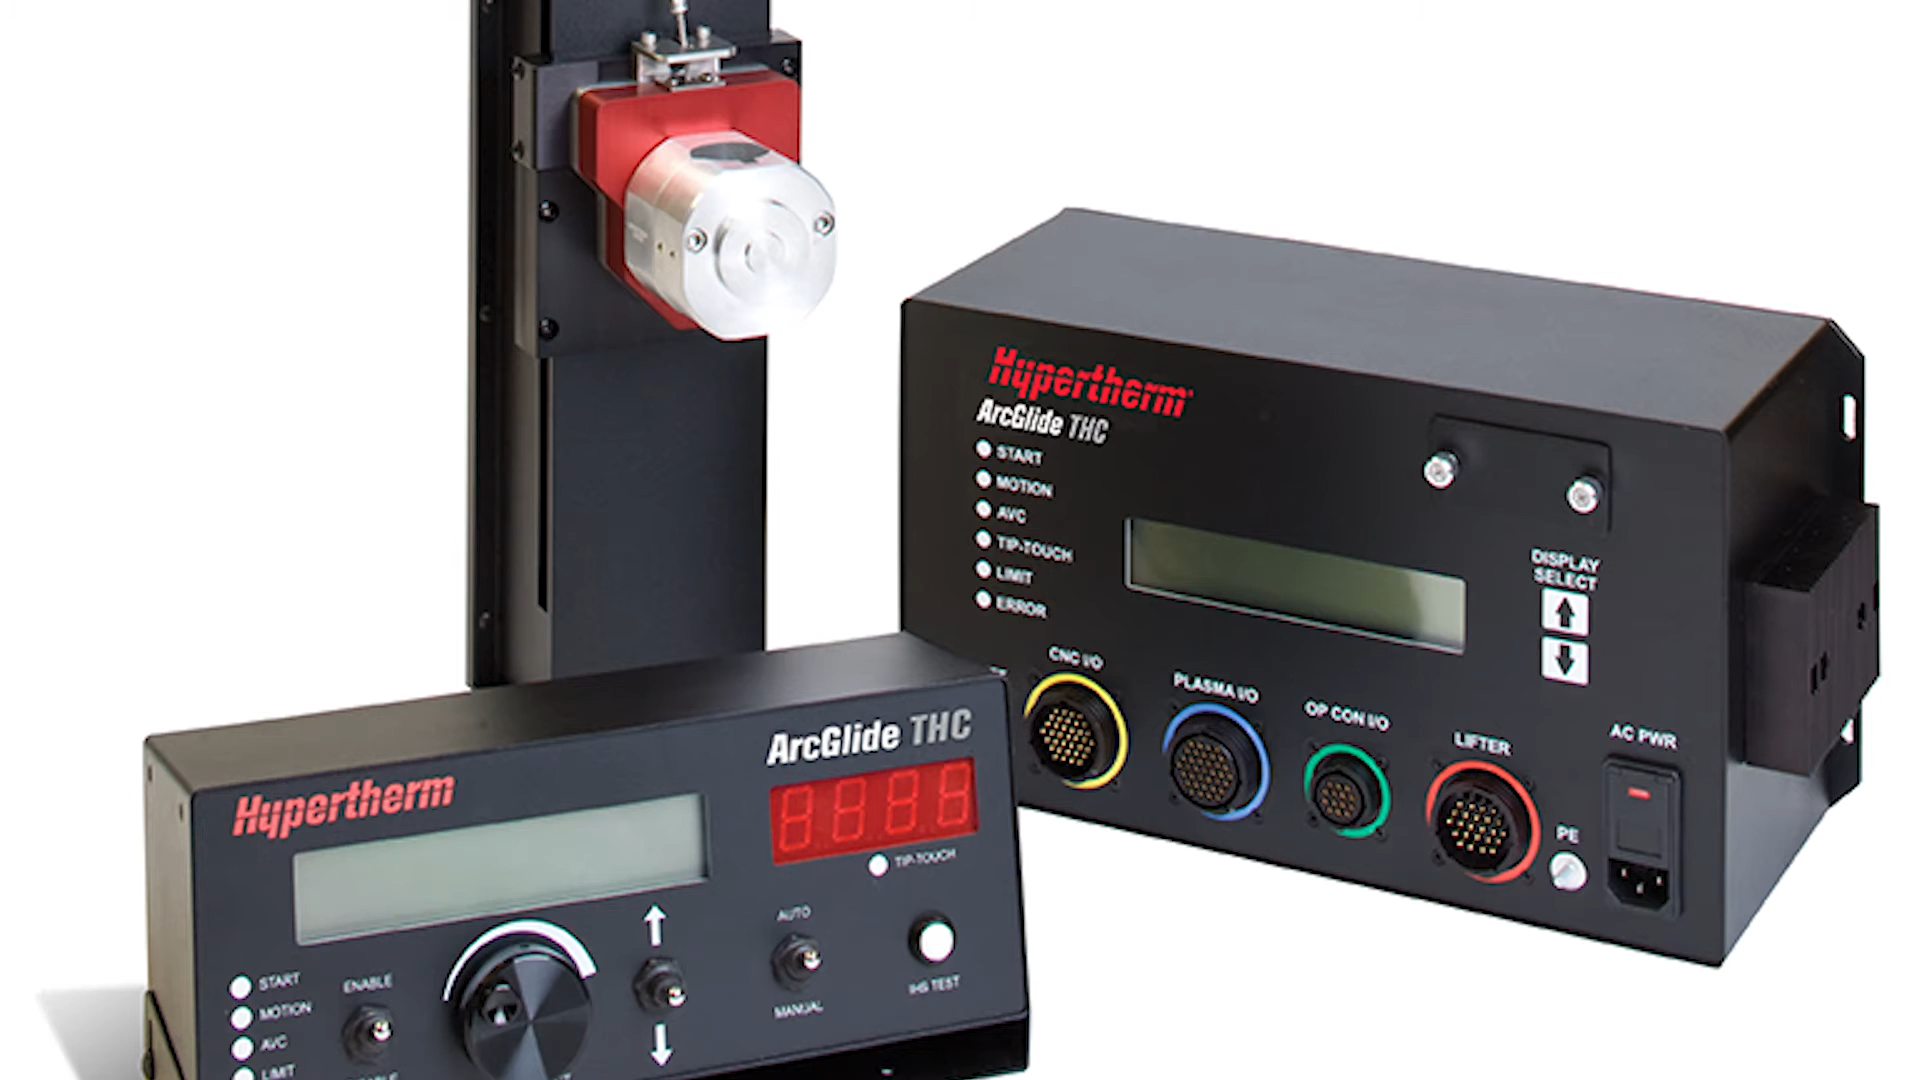 Hypertherm
ArcGlide THC
START
MOTION
AVC
TIP-TOUCH
LIMIT
ERROR
DISPLAY
SELECT
CNC I/O
PLASMA I/O
OP CON I/O
LIFTER
AC PWR
PE
ArcGlide THC
Hypertherm
8888
TIP-TOUCH
AUTO
MANUAL
IHS TEST
ENABLE
START
MOTION
AVC
LIMIT